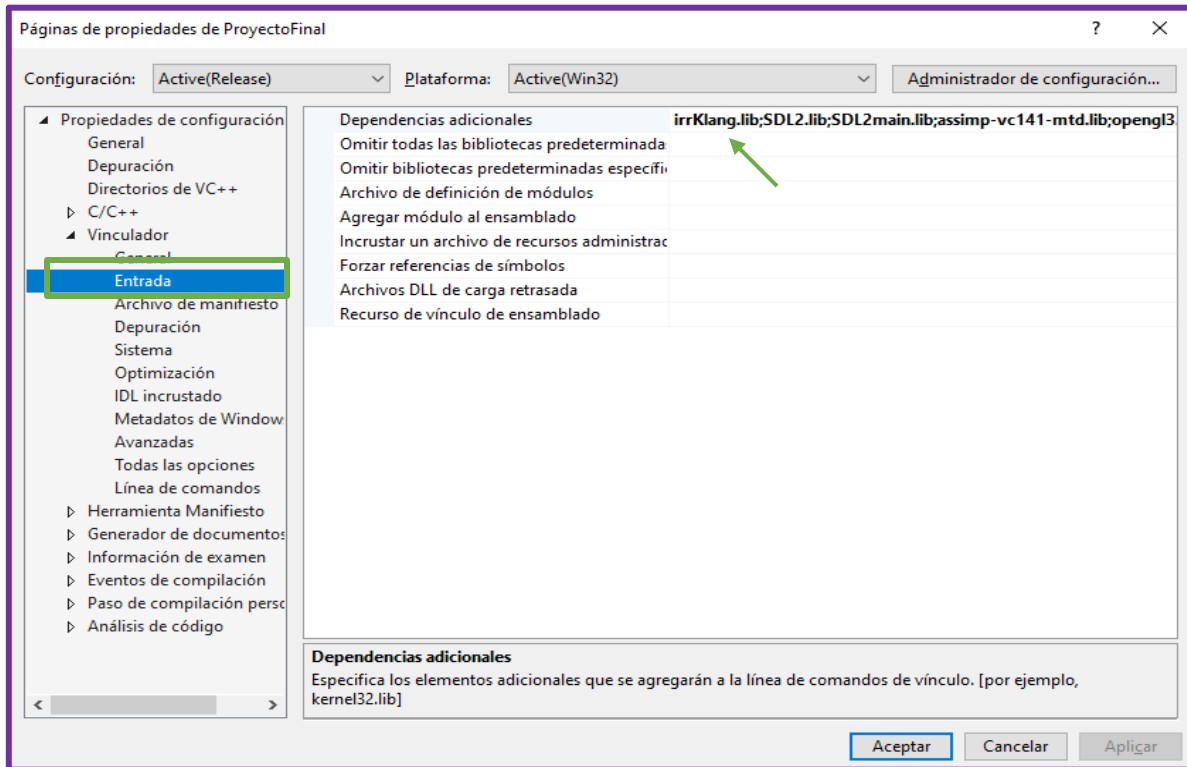 Páginas de propiedades de ProyectoFinal ? ×
Configuración: Active(Release) Plataforma: Active(Win32) Administrador de configuración...
Propiedades de configuración
General
Depuración
Directorios de VC++
C/C++
Vinculador
General
Entrada
Archivo de manifiesto
Depuración
Sistema
Optimización
IDL incrustado
Metadatos de Window
Avanzadas
Todas las opciones
Línea de comandos
Herramienta Manifiesto
Generador de documentos
Información de examen
Eventos de compilación
Paso de compilación perso
Análisis de código
Dependencias adicionales irrKlang.lib;SDL2.lib;SDL2main.lib;assimp-vc141-mtd.lib;opengl3.
Omitir todas las bibliotecas predeterminada
Omitir bibliotecas predeterminadas específi
Archivo de definición de módulos
Agregar módulo al ensamblado
Incrustar un archivo de recursos administrac
Forzar referencias de símbolos
Archivos DLL de carga retrasada
Recurso de vínculo de ensamblado
Dependencias adicionales
Especifica los elementos adicionales que se agregarán a la línea de comandos de vínculo. [por ejemplo,
kernel32.lib]
Aceptar Cancelar Aplicar